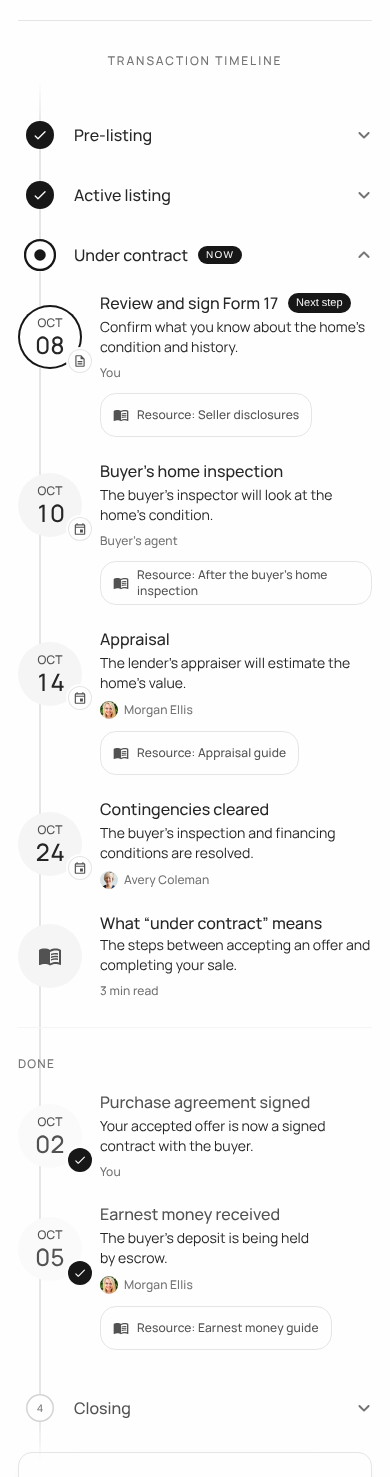 TRANSACTION TIMELINE
Pre-listing
Active listing
Under contract NOW
OCT
08
Review and sign Form 17 Next step
Confirm what you know about the home’s
condition and history.
You
Resource: Seller disclosures
OCT
10
Buyer’s home inspection
The buyer’s inspector will look at the
home’s condition.
Buyer’s agent
Resource: After the buyer’s home
inspection
OCT
14
Appraisal
The lender’s appraiser will estimate the
home’s value.
Morgan Ellis
Resource: Appraisal guide
OCT
24
Contingencies cleared
The buyer’s inspection and financing
conditions are resolved.
Avery Coleman
What “under contract” means
The steps between accepting an offer and
completing your sale.
3 min read
DONE
OCT
02
Purchase agreement signed
Your accepted offer is now a signed
contract with the buyer.
You
OCT
05
Earnest money received
The buyer’s deposit is being held
by escrow.
Morgan Ellis
Resource: Earnest money guide
4
Closing